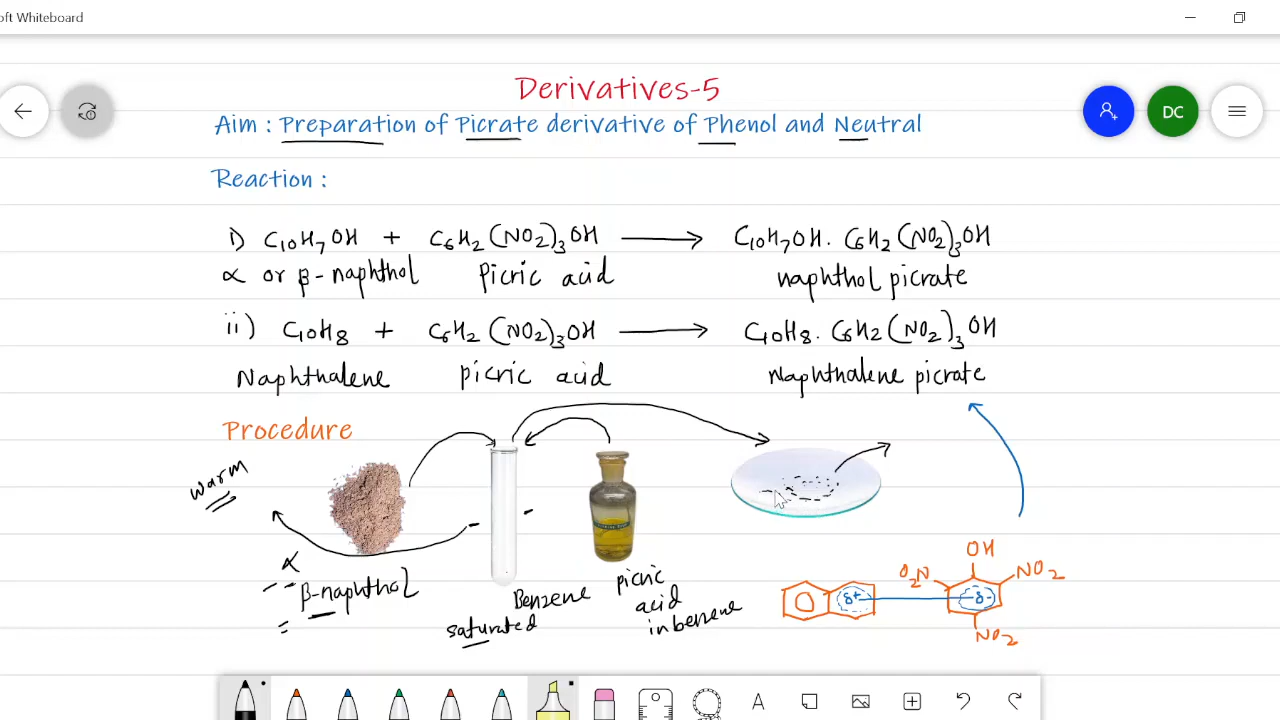 oft Whiteboard
Derivatives-5
DC
Aim : Preparation of Picrate derivative of Phenol and Neutral
Reaction :
i) C10H7OH + C6H2(NO2)3OH ⟶ C10H7OH. C6H2(NO2)3OH
α or β-naphthol Picric acid naphthol picrate
ii) C10H8 + C6H2(NO2)3OH ⟶ C10H8. C6H2(NO2)3OH
Naphthalene picric acid Naphthalene picrate
Procedure
warm
α
β-naphthol
Benzene
saturated
picric
acid
in benzene
OH
O2N
NO2
δ+
δ-
NO2
A